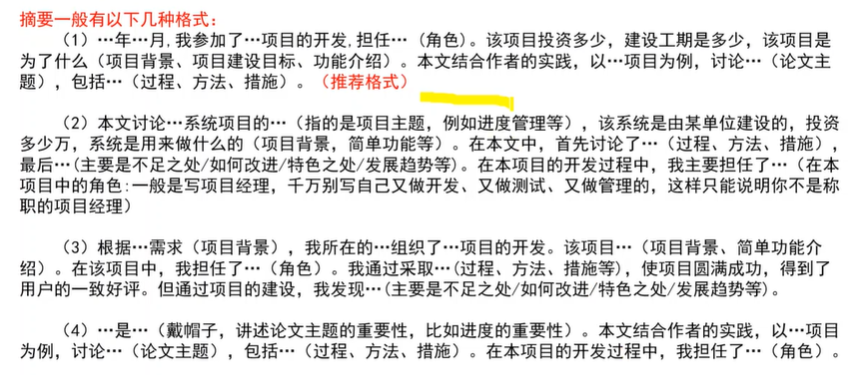 摘要一般有以下几种格式：
（1）…年…月,我参加了…项目的开发,担任…（角色）。该项目投资多少，建设工期是多少，该项目是
为了什么（项目背景、项目建设目标、功能介绍）。本文结合作者的实践，以…项目为例，讨论…（论文主
题），包括…（过程、方法、措施）。（推荐格式）
（2）本文讨论…系统项目的…（指的是项目主题，例如进度管理等），该系统是由某单位建设的，投资
多少万，系统是用来做什么的（项目背景，简单功能等）。在本文中，首先讨论了…（过程、方法、措施），
最后…(主要是不足之处/如何改进/特色之处/发展趋势等)。在本项目的开发过程中，我主要担任了…（在本
项目中的角色:一般是写项目经理，千万别写自己又做开发、又做测试、又做管理的，这样只能说明你不是称
职的项目经理）
（3）根据…需求（项目背景），我所在的…组织了…项目的开发。该项目…（项目背景、简单功能介
绍）。在该项目中，我担任了…（角色）。我通过采取…(过程、方法、措施等)，使项目圆满成功，得到了
用户的一致好评。但通过项目的建设，我发现…(主要是不足之处/如何改进/特色之处/发展趋势等)。
（4）…是…（戴帽子，讲述论文主题的重要性，比如进度的重要性）。本文结合作者的实践，以…项目
为例，讨论…（论文主题），包括…（过程、方法、措施）。在本项目的开发过程中，我担任了…（角色）。